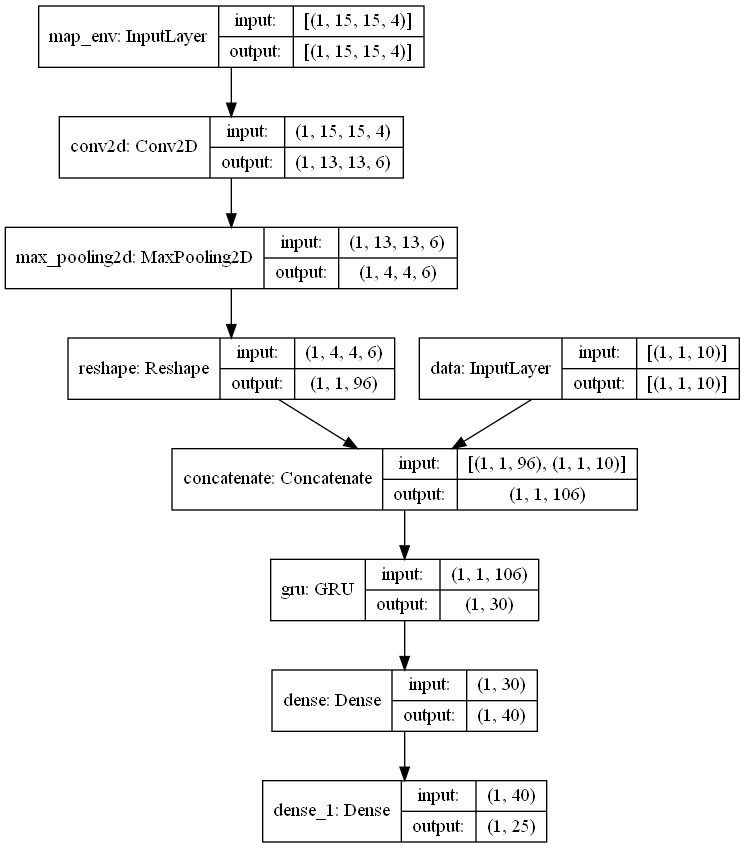 map_env: InputLayer
input:
[(1, 15, 15, 4)]
output:
[(1, 15, 15, 4)]
conv2d: Conv2D
input:
(1, 15, 15, 4)
output:
(1, 13, 13, 6)
max_pooling2d: MaxPooling2D
input:
(1, 13, 13, 6)
output:
(1, 4, 4, 6)
reshape: Reshape
input:
(1, 4, 4, 6)
output:
(1, 1, 96)
data: InputLayer
input:
[(1, 1, 10)]
output:
[(1, 1, 10)]
concatenate: Concatenate
input:
[(1, 1, 96), (1, 1, 10)]
output:
(1, 1, 106)
gru: GRU
input:
(1, 1, 106)
output:
(1, 30)
dense: Dense
input:
(1, 30)
output:
(1, 40)
dense_1: Dense
input:
(1, 40)
output:
(1, 25)